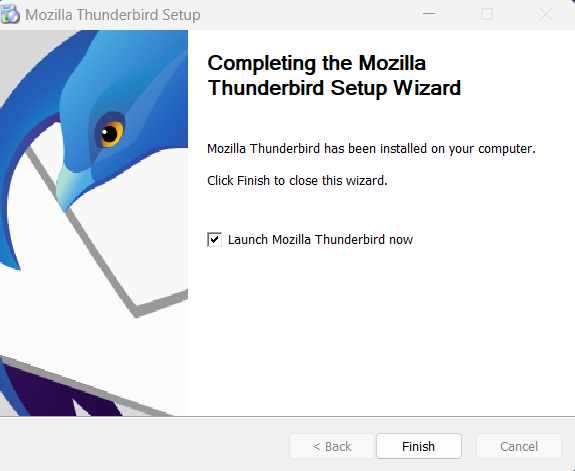 Mozilla Thunderbird Setup
Completing the Mozilla
Thunderbird Setup Wizard
Mozilla Thunderbird has been installed on your computer.
Click Finish to close this wizard.
Launch Mozilla Thunderbird now
< Back
Finish
Cancel